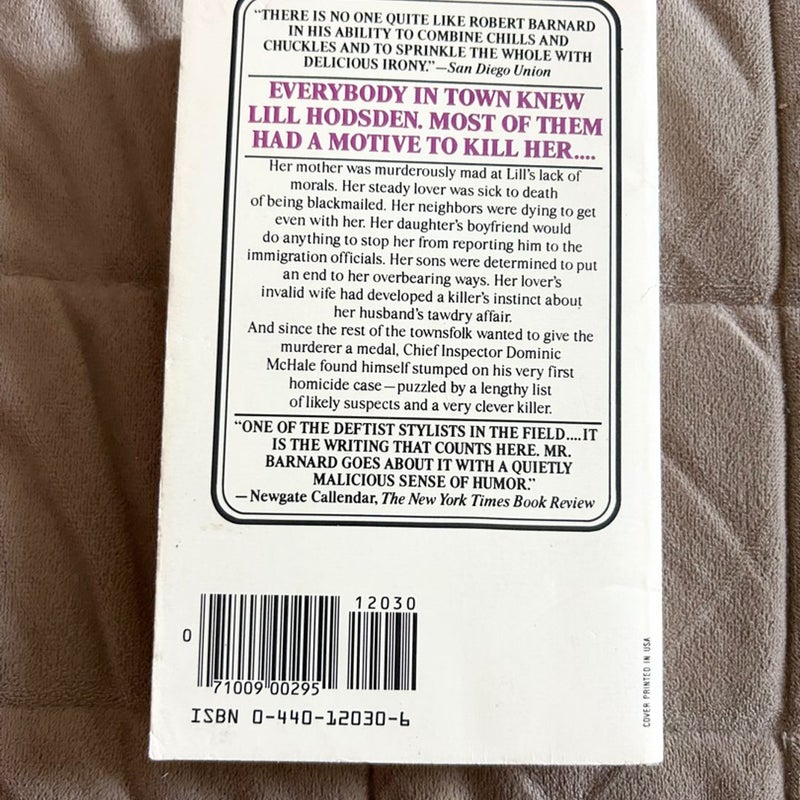 “THERE IS NO ONE QUITE LIKE ROBERT BARNARD
IN HIS ABILITY TO COMBINE CHILLS AND
CHUCKLES AND TO SPRINKLE THE WHOLE WITH
DELICIOUS IRONY.”—San Diego Union
EVERYBODY IN TOWN KNEW
LILL HODSDEN. MOST OF THEM
HAD A MOTIVE TO KILL HER....
Her mother was murderously mad at Lill’s lack of
morals. Her steady lover was sick to death
of being blackmailed. Her neighbors were dying to get
even with her. Her daughter’s boyfriend would
do anything to stop her from reporting him to the
immigration officials. Her sons were determined to put
an end to her overbearing ways. Her lover’s
invalid wife had developed a killer’s instinct about
her husband’s tawdry affair.
And since the rest of the townsfolk wanted to give the
murderer a medal, Chief Inspector Dominic
McHale found himself stumped on his very first
homicide case—puzzled by a lengthy list
of likely suspects and a very clever killer.
“ONE OF THE DEFTIST STYLISTS IN THE FIELD....IT
IS THE WRITING THAT COUNTS HERE. MR.
BARNARD GOES ABOUT IT WITH A QUIETLY
MALICIOUS SENSE OF HUMOR.”
—Newgate Callendar, The New York Times Book Review
12030
0
71009 00295
ISBN 0-440-12030-6
COVER PRINTED IN USA